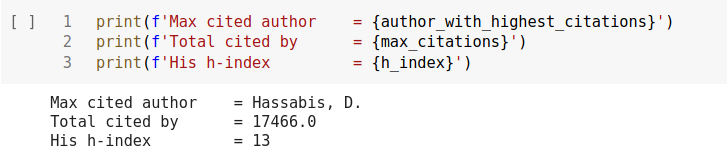 [ ] 1 print(f'Max cited author    = {author_with_highest_citations}')
2 print(f'Total cited by      = {max_citations}')
3 print(f'His h-index         = {h_index}')
Max cited author    = Hassabis, D.
Total cited by      = 17466.0
His h-index         = 13